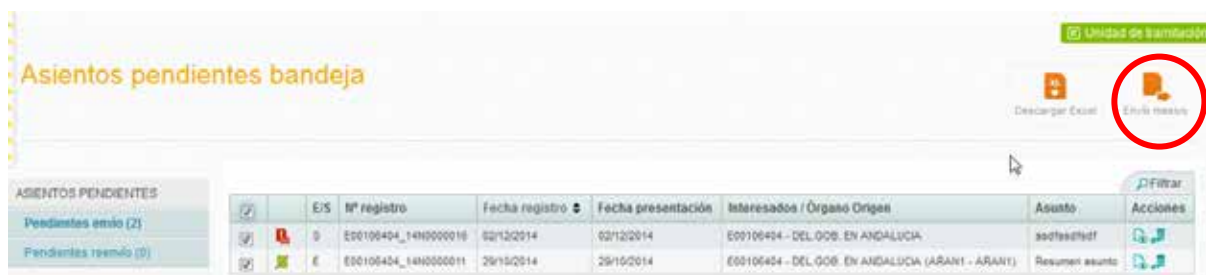 Unidad de tramitación
Asientos pendientes bandeja
Descargar Excel
Envío masivo
Filtrar
ASIENTOS PENDIENTES
Pendientes envío (2)
Pendientes reenvío (0)
E/S Nº registro Fecha registro Fecha presentación Interesados / Órgano Origen Asunto Acciones
S E00106404_14N0000016 02/12/2014 02/12/2014 E00106404 - DEL.GOB. EN ANDALUCIA
E E00106404_14N0000011 29/10/2014 29/10/2014 E00106404 - DEL.GOB. EN ANDALUCIA (ARAN1 - ARAN1) Resumen asunto